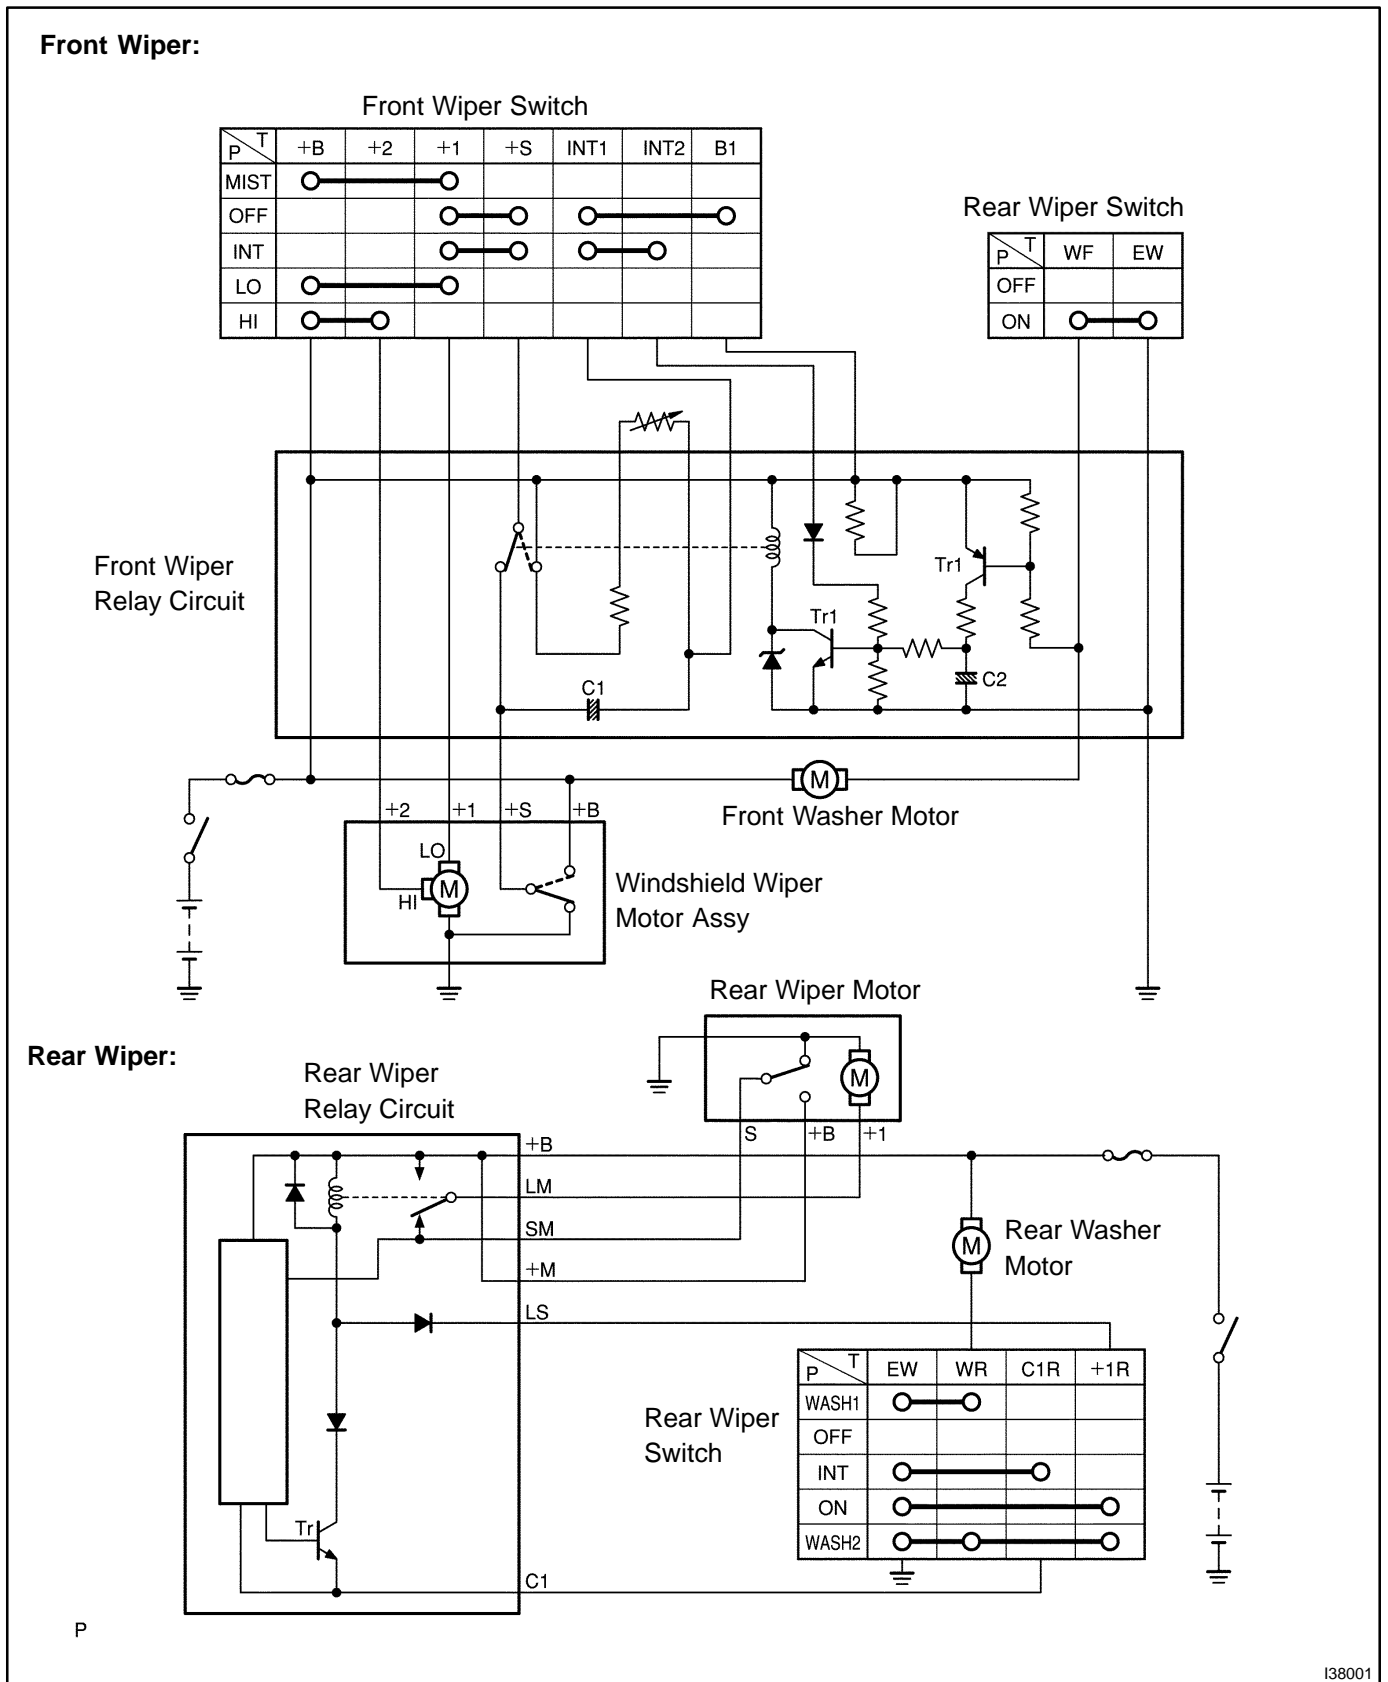 Front Wiper:
Front Wiper Switch
P T +B +2 +1 +S INT1 INT2 B1
MIST
OFF
INT
LO
HI
Rear Wiper Switch
P T WF EW
OFF
ON
Front Wiper
Relay Circuit
Tr1
Tr1
C1
C2
M
Front Washer Motor
+2 +1 +S +B
LO
M
HI
Windshield Wiper
Motor Assy
Rear Wiper Motor
M
S +B +1
Rear Wiper:
Rear Wiper
Relay Circuit
+B
LM
SM
+M
LS
M
Rear Washer
Motor
Rear Wiper
Switch
P T EW WR C1R +1R
WASH1
OFF
INT
ON
WASH2
Tr
C1
P
I38001